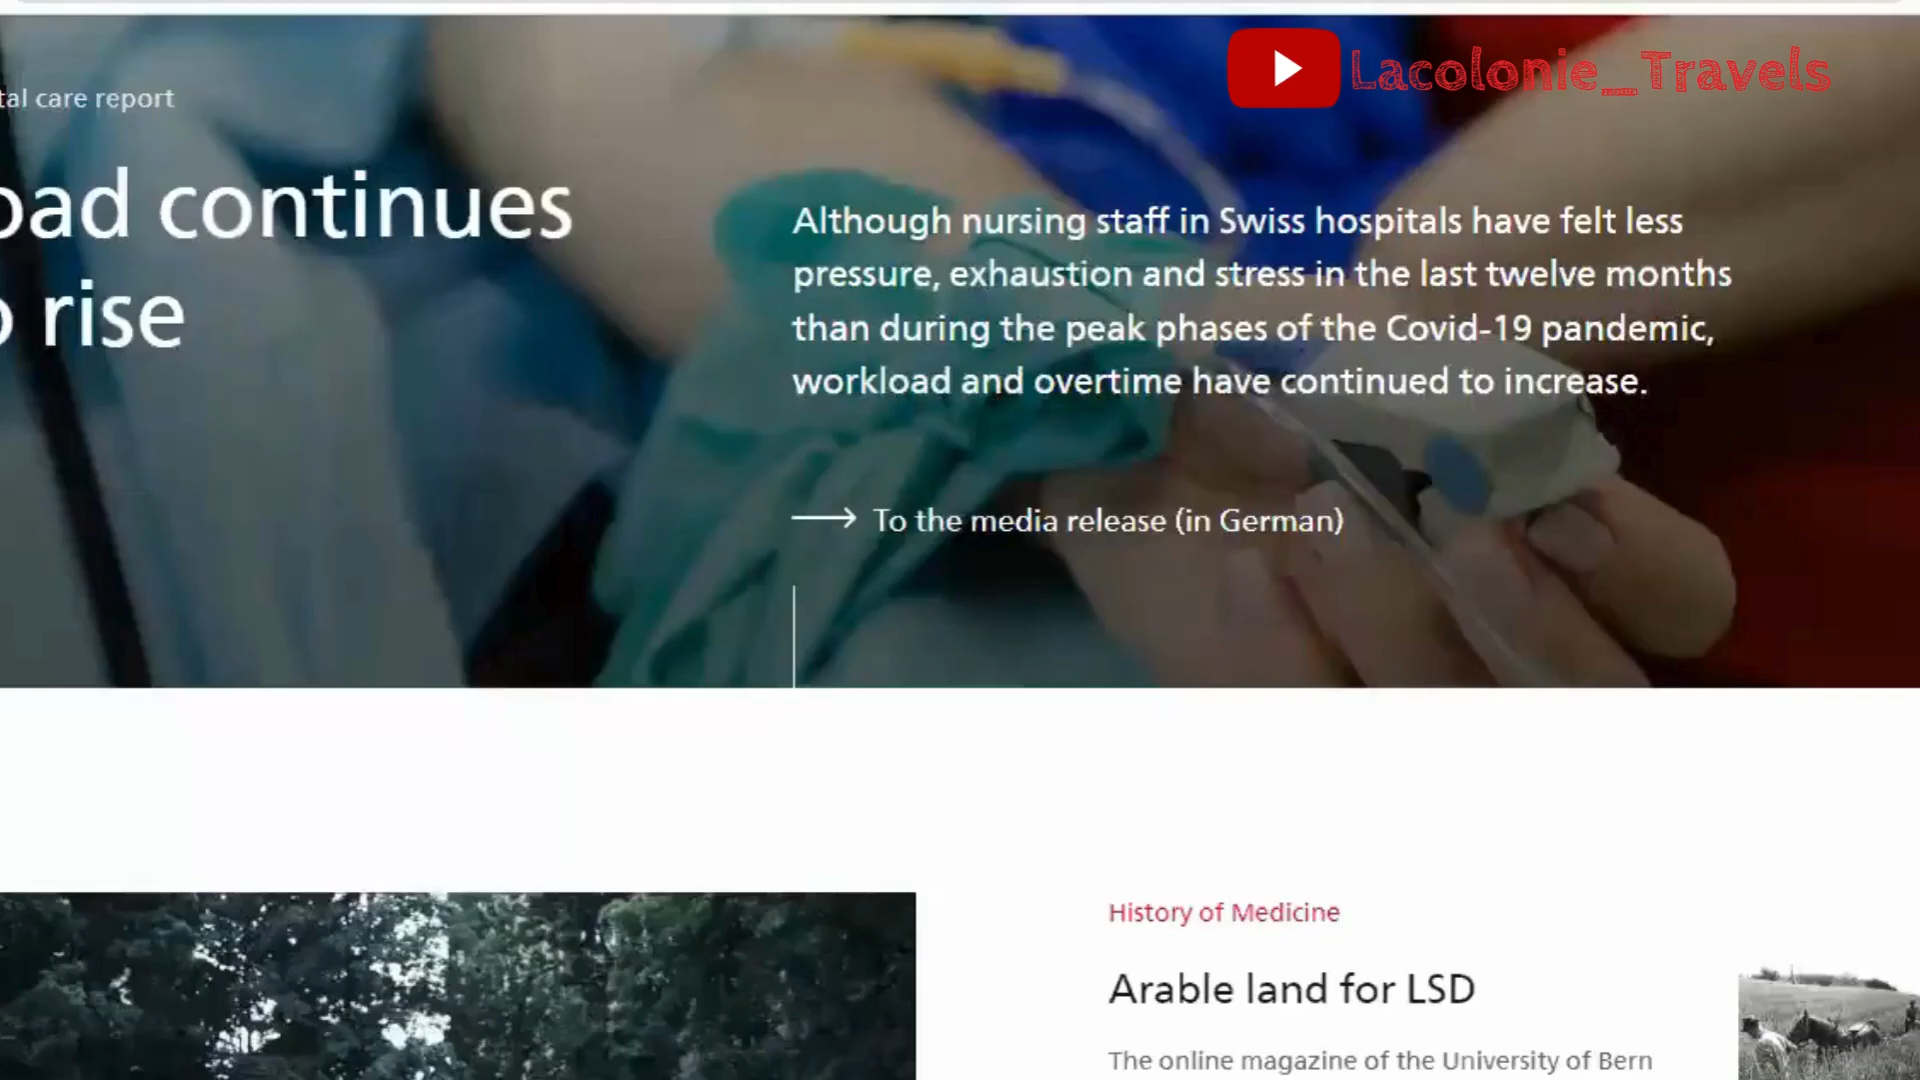 Lacolonie_Travels
care report
continues
rise
Although nursing staff in Swiss hospitals have felt less
pressure, exhaustion and stress in the last twelve months
than during the peak phases of the Covid-19 pandemic,
workload and overtime have continued to increase.
To the media release (in German)
History of Medicine
Arable land for LSD
The online magazine of the University of Bern